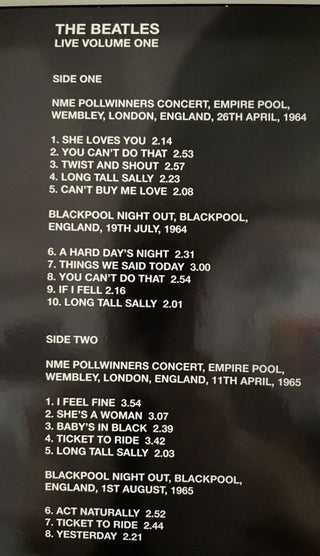 THE BEATLES
LIVE VOLUME ONE
SIDE ONE
NME POLLWINNERS CONCERT, EMPIRE POOL,
WEMBLEY, LONDON, ENGLAND, 26TH APRIL, 1964
1. SHE LOVES YOU 2.14
2. YOU CAN'T DO THAT 2.53
3. TWIST AND SHOUT 2.57
4. LONG TALL SALLY 2.23
5. CAN'T BUY ME LOVE 2.08
BLACKPOOL NIGHT OUT, BLACKPOOL,
ENGLAND, 19TH JULY, 1964
6. A HARD DAY'S NIGHT 2.31
7. THINGS WE SAID TODAY 3.00
8. YOU CAN'T DO THAT 2.54
9. IF I FELL 2.16
10. LONG TALL SALLY 2.01
SIDE TWO
NME POLLWINNERS CONCERT, EMPIRE POOL,
WEMBLEY, LONDON, ENGLAND, 11TH APRIL, 1965
1. I FEEL FINE 3.54
2. SHE'S A WOMAN 3.07
3. BABY'S IN BLACK 2.39
4. TICKET TO RIDE 3.42
5. LONG TALL SALLY 2.03
BLACKPOOL NIGHT OUT, BLACKPOOL,
ENGLAND, 1ST AUGUST, 1965
6. ACT NATURALLY 2.52
7. TICKET TO RIDE 2.44
8. YESTERDAY 2.21